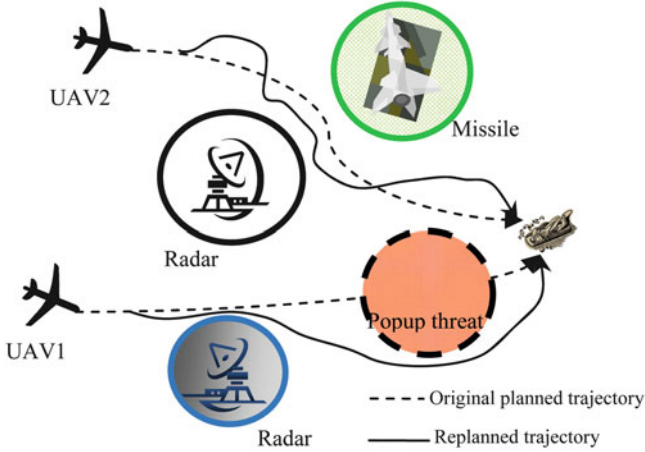 UAV2
Missile
Radar
Popup threat
UAV1
Original planned trajectory
Radar
Replanned trajectory